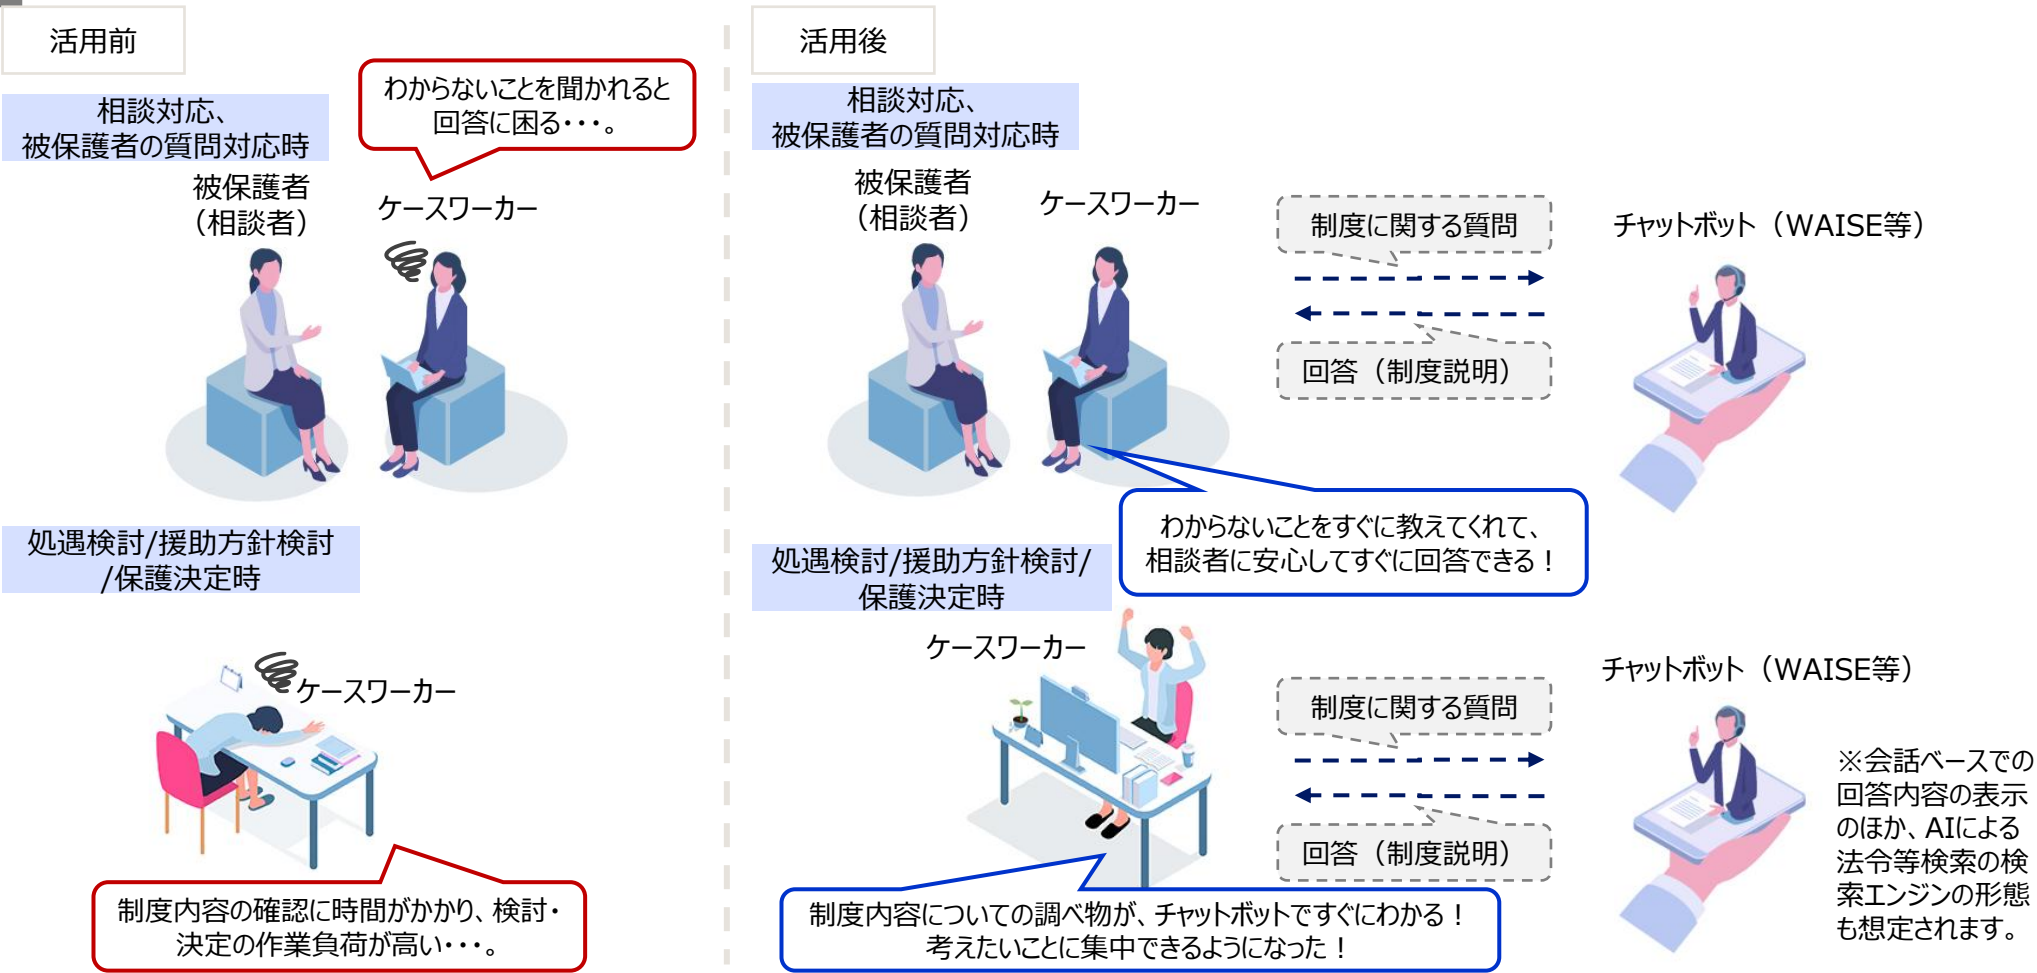 活用前
相談対応、
被保護者の質問対応時
わからないことを聞かれると
回答に困る・・・。
被保護者
（相談者）
ケースワーカー
処遇検討/援助方針検討
/保護決定時
ケースワーカー
制度内容の確認に時間がかかり、検討・
決定の作業負荷が高い・・・。
活用後
相談対応、
被保護者の質問対応時
被保護者
（相談者）
ケースワーカー
制度に関する質問
回答（制度説明）
チャットボット（WAISE等）
わからないことをすぐに教えてくれて、
相談者に安心してすぐに回答できる！
処遇検討/援助方針検討/
保護決定時
ケースワーカー
制度に関する質問
回答（制度説明）
チャットボット（WAISE等）
制度内容についての調べ物が、チャットボットですぐにわかる！
考えたいことに集中できるようになった！
※会話ベースでの
回答内容の表示
のほか、AIによる
法令等検索の検
索エンジンの形態
も想定されます。